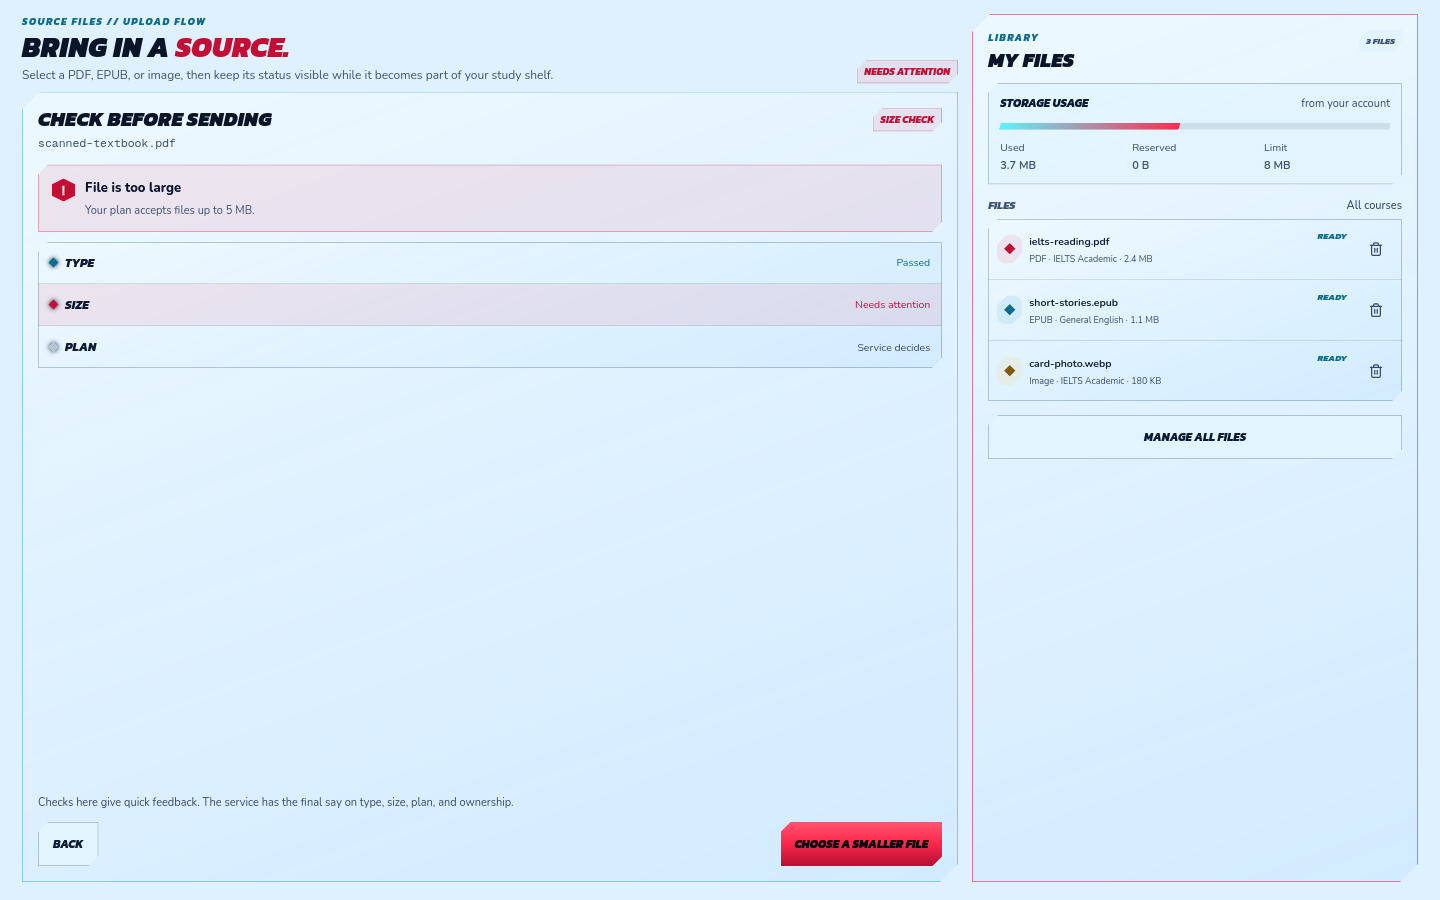 SOURCE FILES // UPLOAD FLOW
BRING IN A SOURCE.
Select a PDF, EPUB, or image, then keep its status visible while it becomes part of your study shelf.
NEEDS ATTENTION
CHECK BEFORE SENDING
SIZE CHECK
scanned-textbook.pdf
!
File is too large
Your plan accepts files up to 5 MB.
TYPE Passed
SIZE Needs attention
PLAN Service decides
Checks here give quick feedback. The service has the final say on type, size, plan, and ownership.
BACK
CHOOSE A SMALLER FILE
LIBRARY
3 FILES
MY FILES
STORAGE USAGE from your account
Used Reserved Limit
3.7 MB 0 B 8 MB
FILES All courses
ielts-reading.pdf READY
PDF · IELTS Academic · 2.4 MB
short-stories.epub READY
EPUB · General English · 1.1 MB
card-photo.webp READY
Image · IELTS Academic · 180 KB
MANAGE ALL FILES